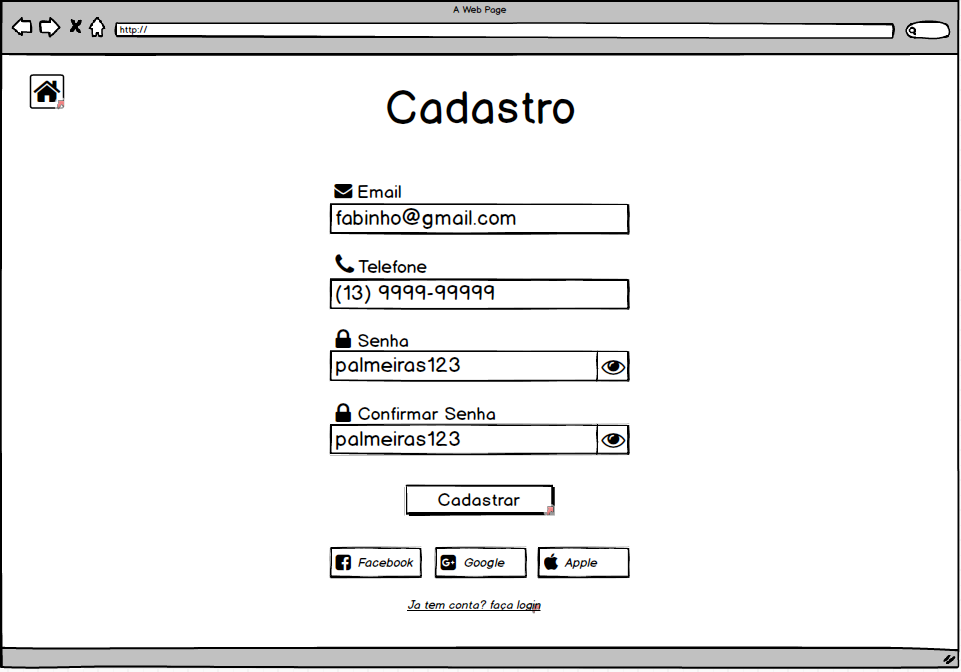 A Web Page
http://
Cadastro
Email
fabinho@gmail.com
Telefone
(13) 9999-99999
Senha
palmeiras123
Confirmar Senha
palmeiras123
Cadastrar
Facebook Google Apple
Ja tem conta? faça login